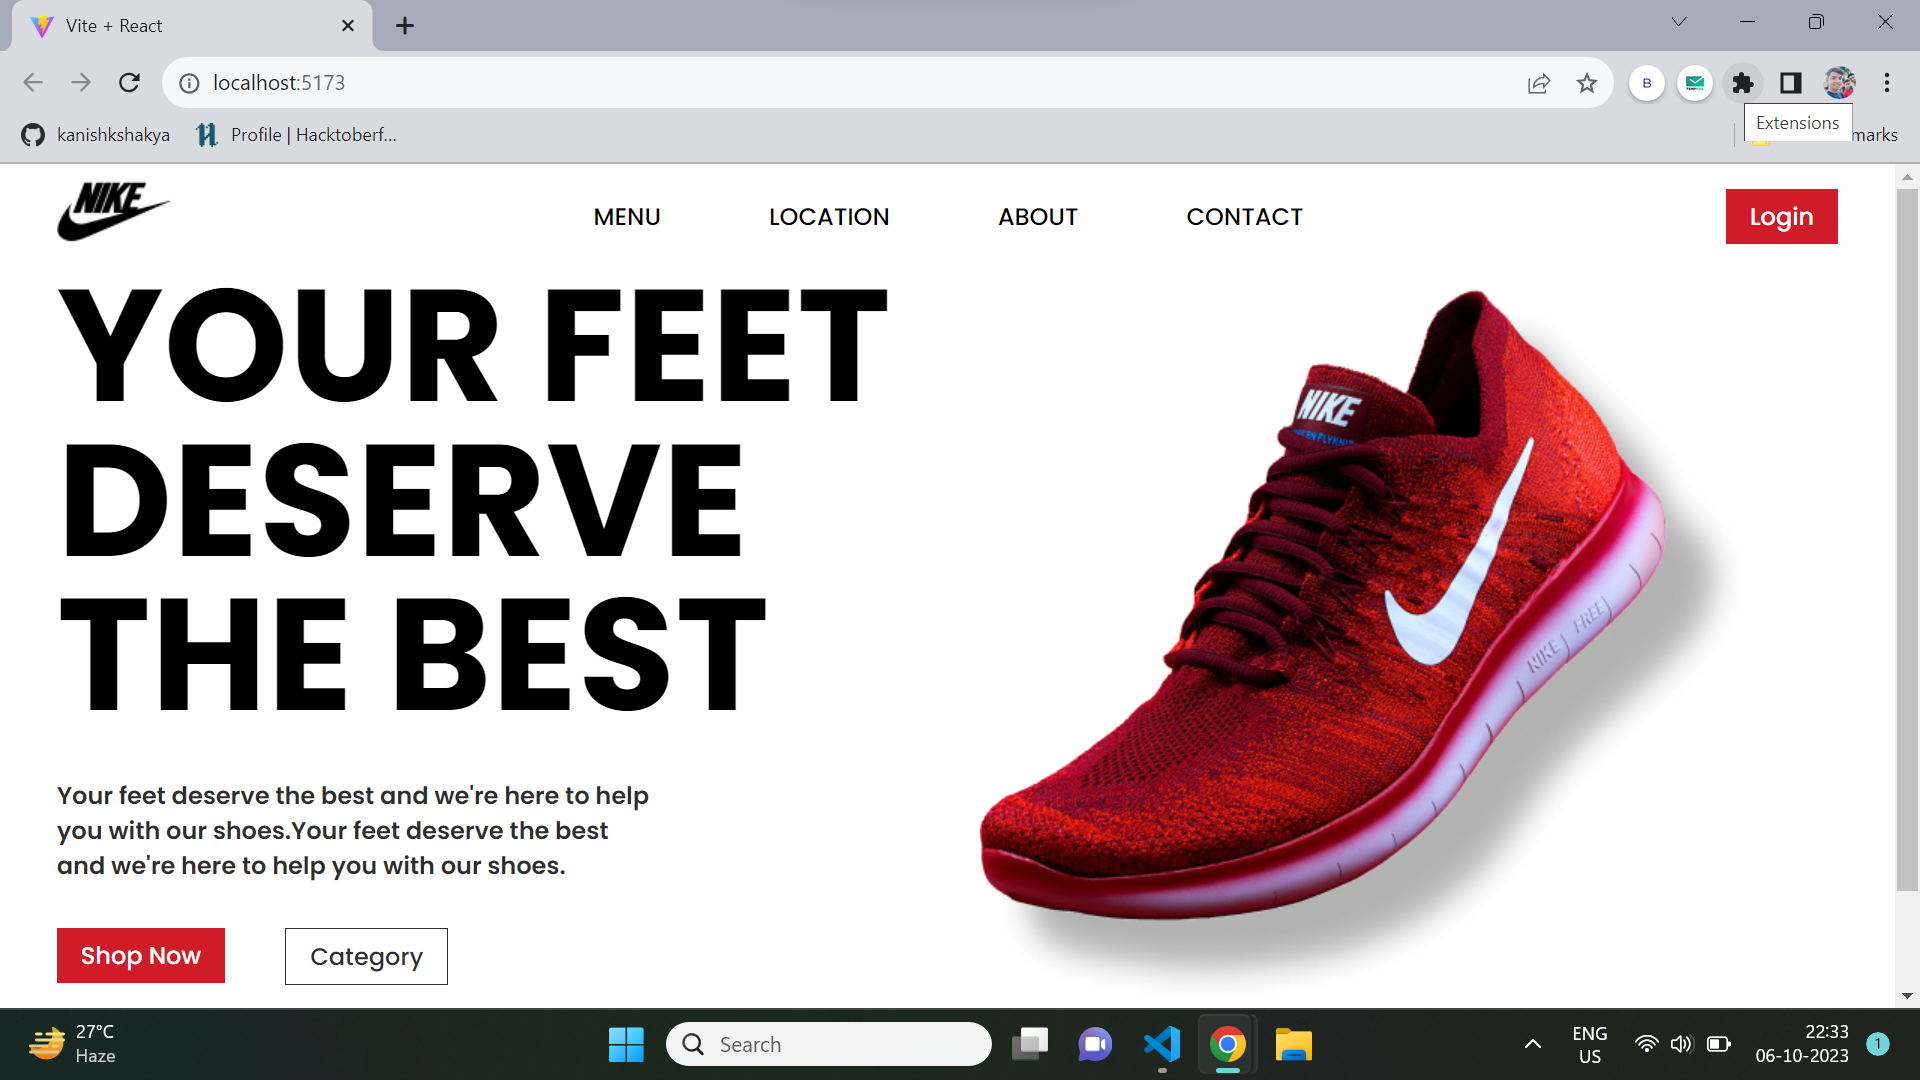 Vite + React
localhost:5173
B
Extensions
kanishkshakya
Profile | Hacktoberf...
marks
NIKE
MENU
LOCATION
ABOUT
CONTACT
Login
YOUR FEET
DESERVE
THE BEST
NIKE
NIKE FREE
Your feet deserve the best and we're here to help
you with our shoes.Your feet deserve the best
and we're here to help you with our shoes.
Shop Now
Category
27°C
Haze
Search
ENG
US
22:33
06-10-2023
1